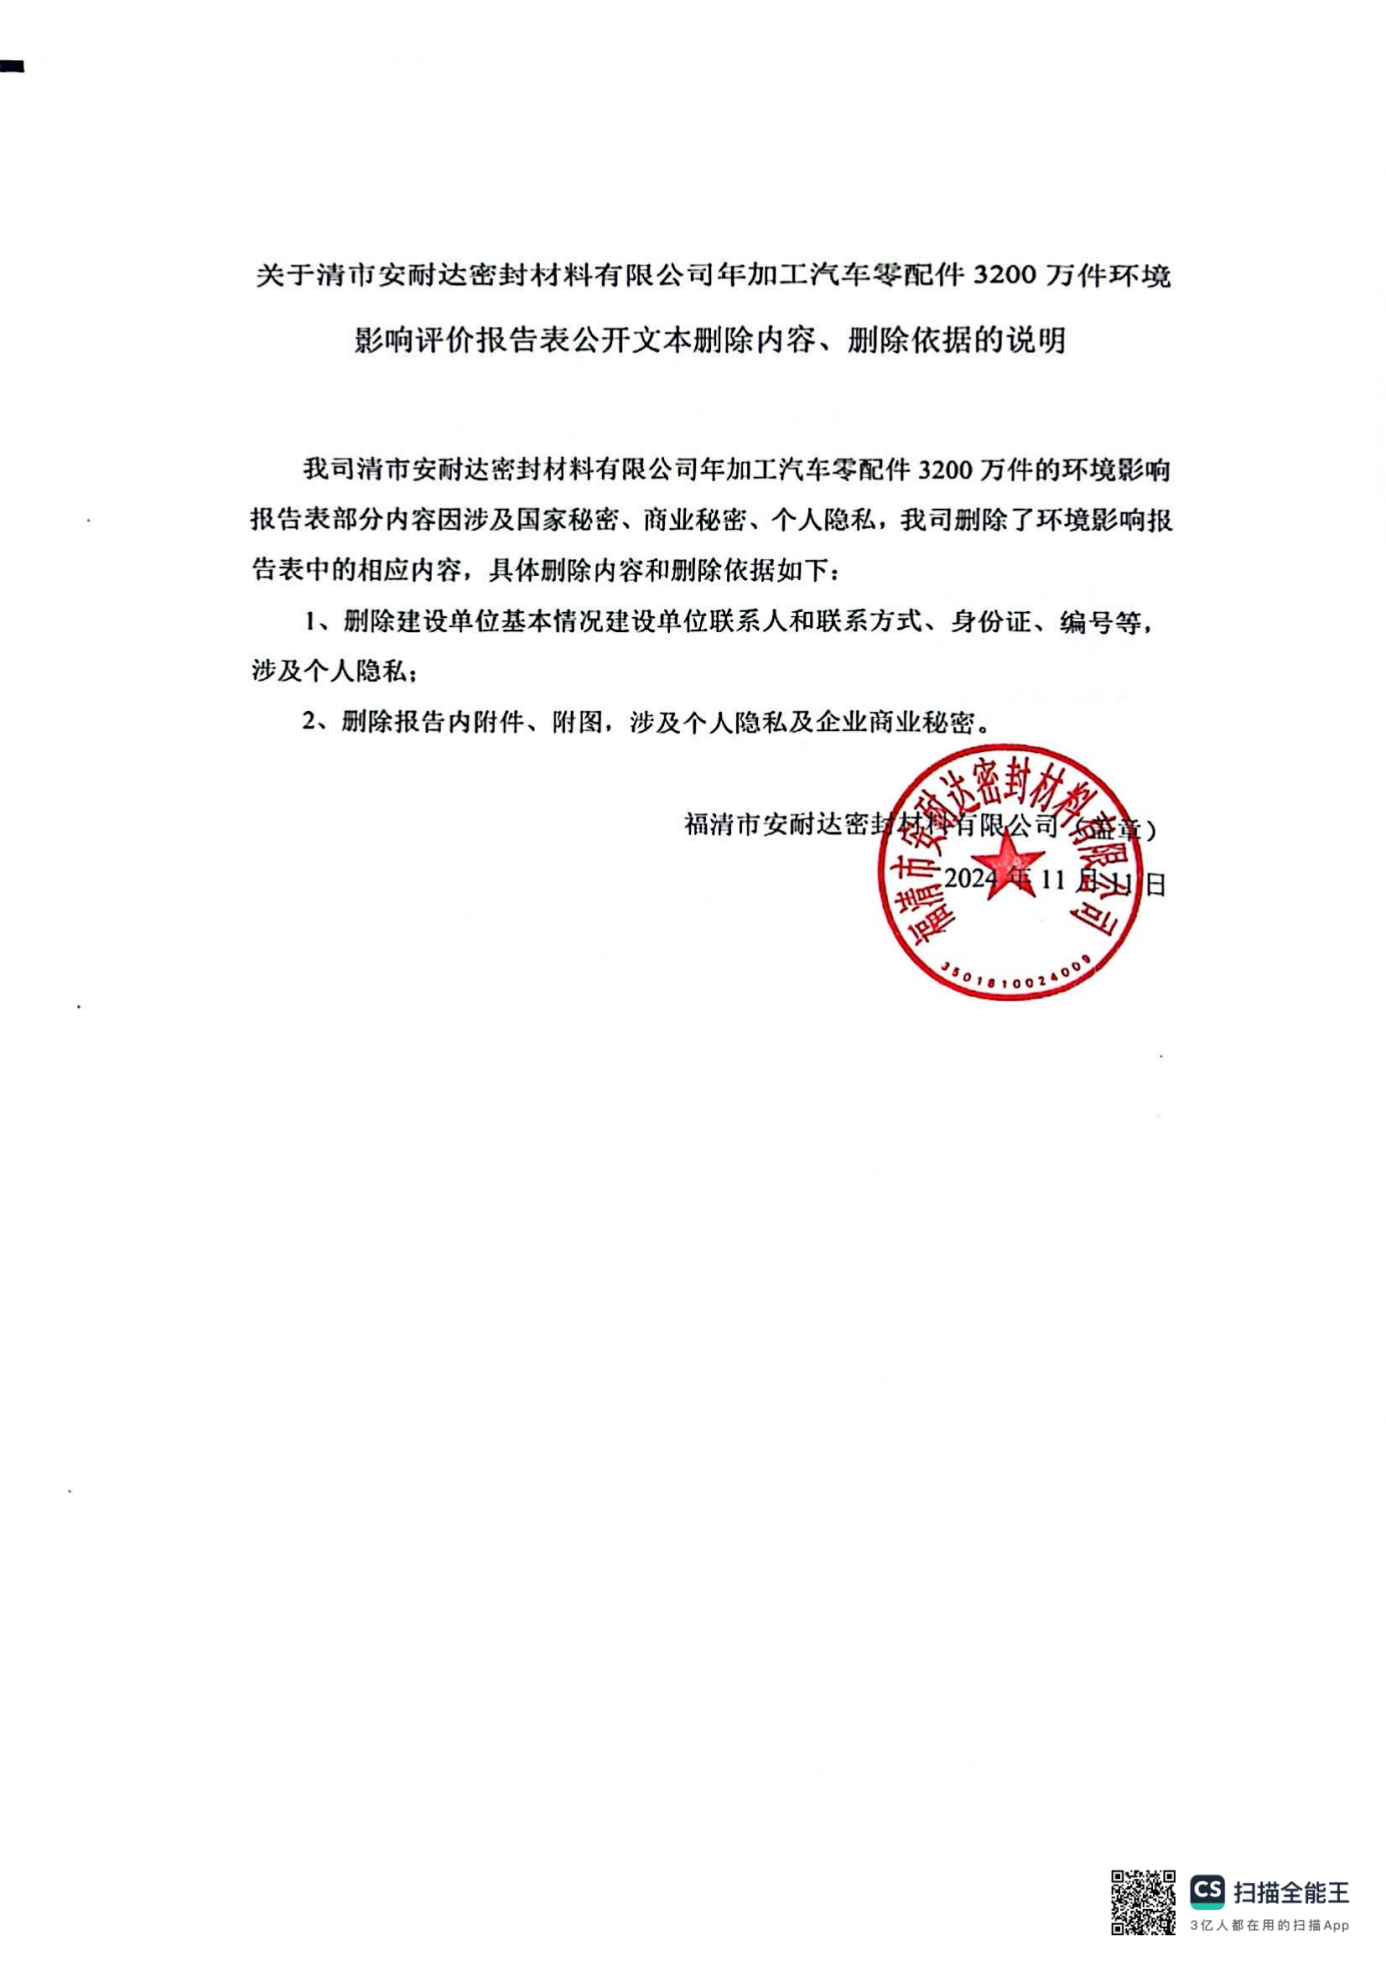 关于清市安耐达密封材料有限公司年加工汽车零配件 3200 万件环境
影响评价报告表公开文本删除内容、删除依据的说明
我司清市安耐达密封材料有限公司年加工汽车零配件 3200 万件的环境影响
报告表部分内容因涉及国家秘密、商业秘密、个人隐私，我司删除了环境影响报
告表中的相应内容，具体删除内容和删除依据如下：
1、删除建设单位基本情况建设单位联系人和联系方式、身份证、编号等，
涉及个人隐私；
2、删除报告内附件、附图，涉及个人隐私及企业商业秘密。
福清市安耐达密封材料有限公司（盖章）
2024 年 11 月 11 日
福清市安耐达密封材料有限公司
3501810024009
CS 扫描全能王
3亿人都在用的扫描App